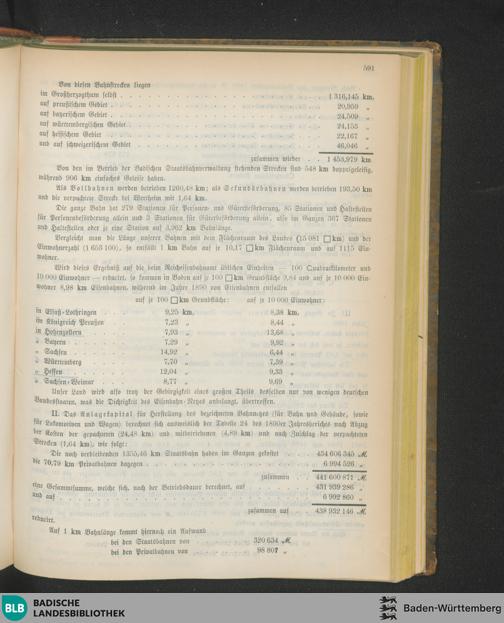 591
Von diesen Bahnstrecken liegen
im Großherzogthum selbst . . . 1 316,145 km.
auf preußischem Gebiet . . . 20,959 „
auf bayerischem Gebiet . . . 24,509 „
auf württembergischem Gebiet . . . 24,153 „
auf hessischem Gebiet . . . 22,167 „
und auf schweizerischem Gebiet . . . 46,046 „
zusammen wieder . . 1 453,979 km
Von den im Betrieb der Badischen Staatsbahnverwaltung stehenden Strecken sind 548 km doppelgeleisig,
während 906 km einfaches Geleise haben.
Als Vollbahnen werden betrieben 1260,48 km; als Sekundärbahnen werden betrieben 193,50 km
und die verpachtete Strecke bei Wertheim mit 1,64 km.
Die ganze Bahn hat 279 Stationen für Personen- und Güterbeförderung, 85 Stationen und Haltestellen
für Personenbeförderung allein und 3 Stationen für Güterbeförderung allein, also im Ganzen 367 Stationen
und Haltestellen oder je eine Station auf 3,962 km Bahnlänge.
Vergleicht man die Länge unserer Bahnen mit dem Flächenraum des Landes (15 081 □ km) und der
Einwohnerzahl so entfällt 1 km Bahn auf je 10,17 □ km Flächenraum und auf 1115 Ein-
wohner.
Wird dieses Ergebniß auf die beim Reichseisenbahnamt üblichen Einheiten — 100 Quadratkilometer und
10 000 Einwohner — reduzirt, so kommen in Baden auf je 100 □ km Grundfläche 9,84 und auf je 10 000 Ein-
wohner 8,98 km Eisenbahnen, während im Jahre 1890 von Eisenbahnen entfallen
auf je 100 □ km Grundfläche: auf je 10 000 Einwohner:
in Elsaß-Lothringen . . . 9,25 km, 8,38 km.
im Königreich Preußen . . . 7,23 „ 8,44 „
in Hohenzollern . . . 7,93 „ 13,68 „
„ Bayern . . . 7,29 „ 9,92 „
„ Sachsen . . . 14,92 „ 6,44 „
„ Württemberg . . . 7,70 „ 7,39 „
„ Hessen . . . 12,04 „ 9,33 „
„ Sachsen-Weimar . . . 8,77 „ 9,69 „
Unser Land wird also trotz der Gebirgigkeit eines großen Theils desselben nur von wenigen deutschen
Bundesstaaten, was die Dichtigkeit des Eisenbahn-Netzes anbelangt, übertroffen.
II. Das Anlagekapital für Herstellung des bezeichneten Bahnnetzes (für Bahn und Gebäude, sowie
für Lokomotiven und Wagen) berechnet sich ausweislich der Tabelle 24 des 1890er Jahresberichts nach Abzug
der Kosten der gepachteten (24,48 km) und mitbetriebenen (4,89 km) und nach Zuschlag der verpachteten
Strecken (1,64 km), wie folgt:
Die noch verbleibenden 1355,46 km Staatsbahn haben im Ganzen gekostet 434 606 345 ℳ.
die 70,79 km Privatbahnen dagegen . . . 6 994 526 „
zusammen . . 441 600 871 ℳ.
eine Gesammtsumme, welche sich, nach der Betriebsdauer berechnet, auf . . . 431 939 286 „
und auf . . . 6 992 860 „
zusammen auf . . 438 932 146 ℳ.
reduzirt.
Auf 1 km Bahnlänge kommt hiernach ein Aufwand
bei den Staatsbahnen von 320 634 ℳ.
bei den Privatbahnen von 98 807 „
BLB BADISCHE
LANDESBIBLIOTHEK
Baden-Württemberg